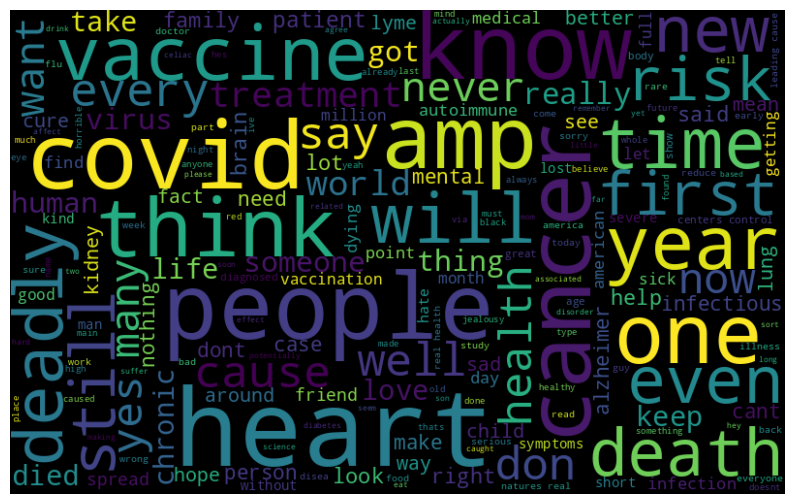 take
family
patient
lyme
mind
actually
agree
medical
better
full
new
leading cause
drink
doctor
flu
want
vaccine
got
know
tell
body
rare
risk
every
treatment
never
really
already
last
celiac
virus
cure
million
autoimmune
come
remember
future
early
said
mean
getting
much
affect
part
night
please
horrible
brain
say
amp
see
sorry
yet
time
covid
find
anyone
yeah
lot
mental
lost
believe
whole
let
show
little
found
reduce
based
human
fact
need
world
always
far
first
severe
centers control
kind
week
red
related
dying
will
via
must
black
mom
america
today
american
year
think
cancer
point
great
sure
two
kidney
life
someone
thing
associated
now
lung
deadly
many
good
nothing
diagnosed
vaccination
month
hate
health
age
disorder
help
sick
infectious
still
man
main
people
effect
jealousy
type
alzheimer
one
sort
illness
long
hard
work
bad
dont
case
made
real health
study
sad
day
healthy
guy
high
yes
cause
well
even
place
caused
suffer
potentially
love
old
son
read
chronic
around
friend
seem
done
keep
cant
thats
child
serious
symptoms
something
hey
back
wrong
science
diabetes
heart
make
caught
don
death
died
hope
person
look
way
right
infection
short
everyone
doesnt
spread
without
disea
food
eat
natures real